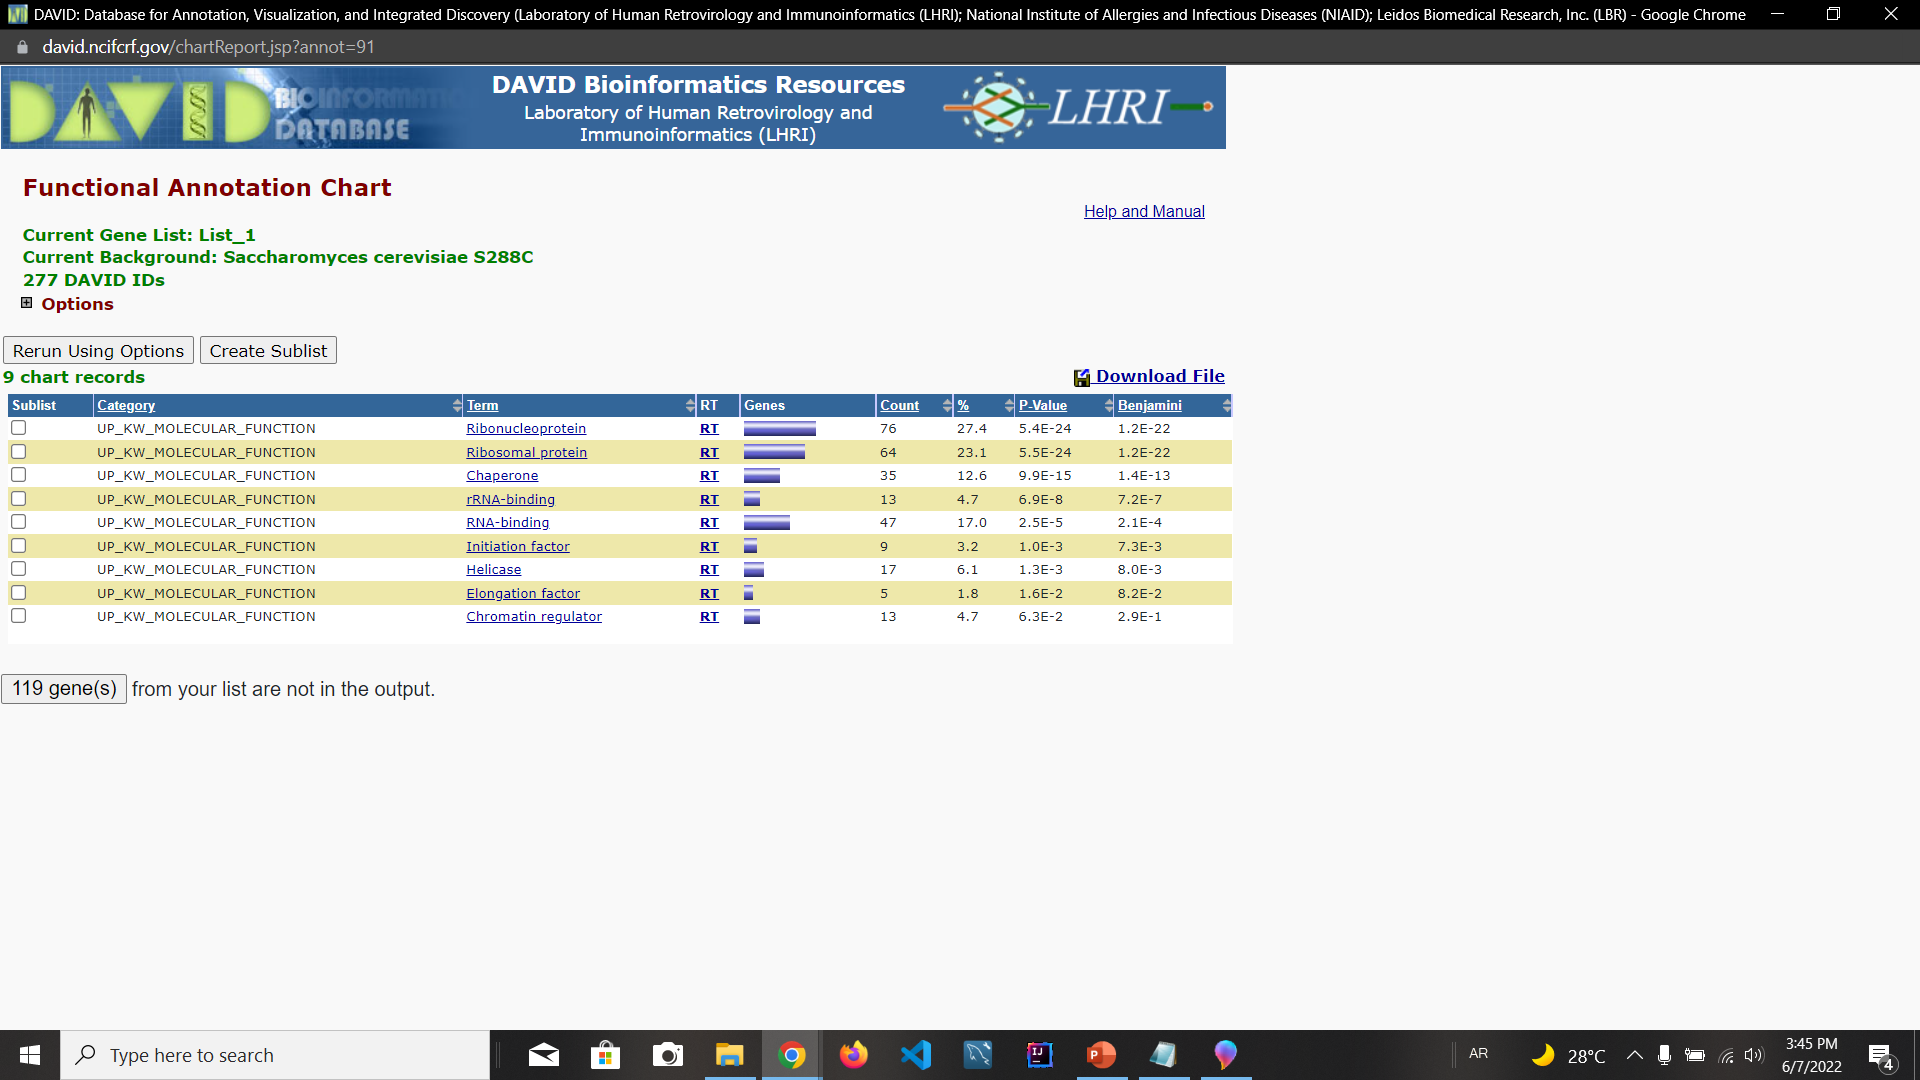 DAVID: Database for Annotation, Visualization, and Integrated Discovery (Laboratory of Human Retrovirology and Immunoinformatics (LHRI); National Institute of Allergies and Infectious Diseases (NIAID); Leidos Biomedical Research, Inc. (LBR) - Google Chrome
david.ncifcrf.gov/chartReport.jsp?annot=91
DAVID BIOINFORMATICS DATABASE
DAVID Bioinformatics Resources
Laboratory of Human Retrovirology and
Immunoinformatics (LHRI)
LHRI
Functional Annotation Chart
Help and Manual
Current Gene List: List_1
Current Background: Saccharomyces cerevisiae S288C
277 DAVID IDs
Options
Rerun Using Options Create Sublist
9 chart records Download File
Sublist Category Term RT Genes Count % P-Value Benjamini
UP_KW_MOLECULAR_FUNCTION Ribonucleoprotein RT 76 27.4 5.4E-24 1.2E-22
UP_KW_MOLECULAR_FUNCTION Ribosomal protein RT 64 23.1 5.5E-24 1.2E-22
UP_KW_MOLECULAR_FUNCTION Chaperone RT 35 12.6 9.9E-15 1.4E-13
UP_KW_MOLECULAR_FUNCTION rRNA-binding RT 13 4.7 6.9E-8 7.2E-7
UP_KW_MOLECULAR_FUNCTION RNA-binding RT 47 17.0 2.5E-5 2.1E-4
UP_KW_MOLECULAR_FUNCTION Initiation factor RT 9 3.2 1.0E-3 7.3E-3
UP_KW_MOLECULAR_FUNCTION Helicase RT 17 6.1 1.3E-3 8.0E-3
UP_KW_MOLECULAR_FUNCTION Elongation factor RT 5 1.8 1.6E-2 8.2E-2
UP_KW_MOLECULAR_FUNCTION Chromatin regulator RT 13 4.7 6.3E-2 2.9E-1
119 gene(s) from your list are not in the output.
Type here to search
AR
28°C
3:45 PM
6/7/2022
4